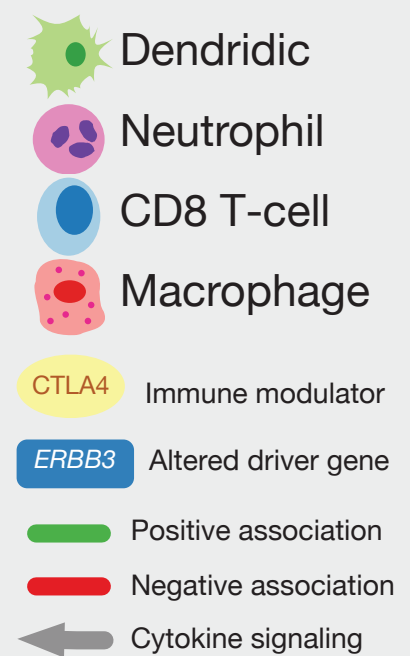 Dendridic
Neutrophil
CD8 T-cell
Macrophage
CTLA4 Immune modulator
ERBB3 Altered driver gene
Positive association
Negative association
Cytokine signaling